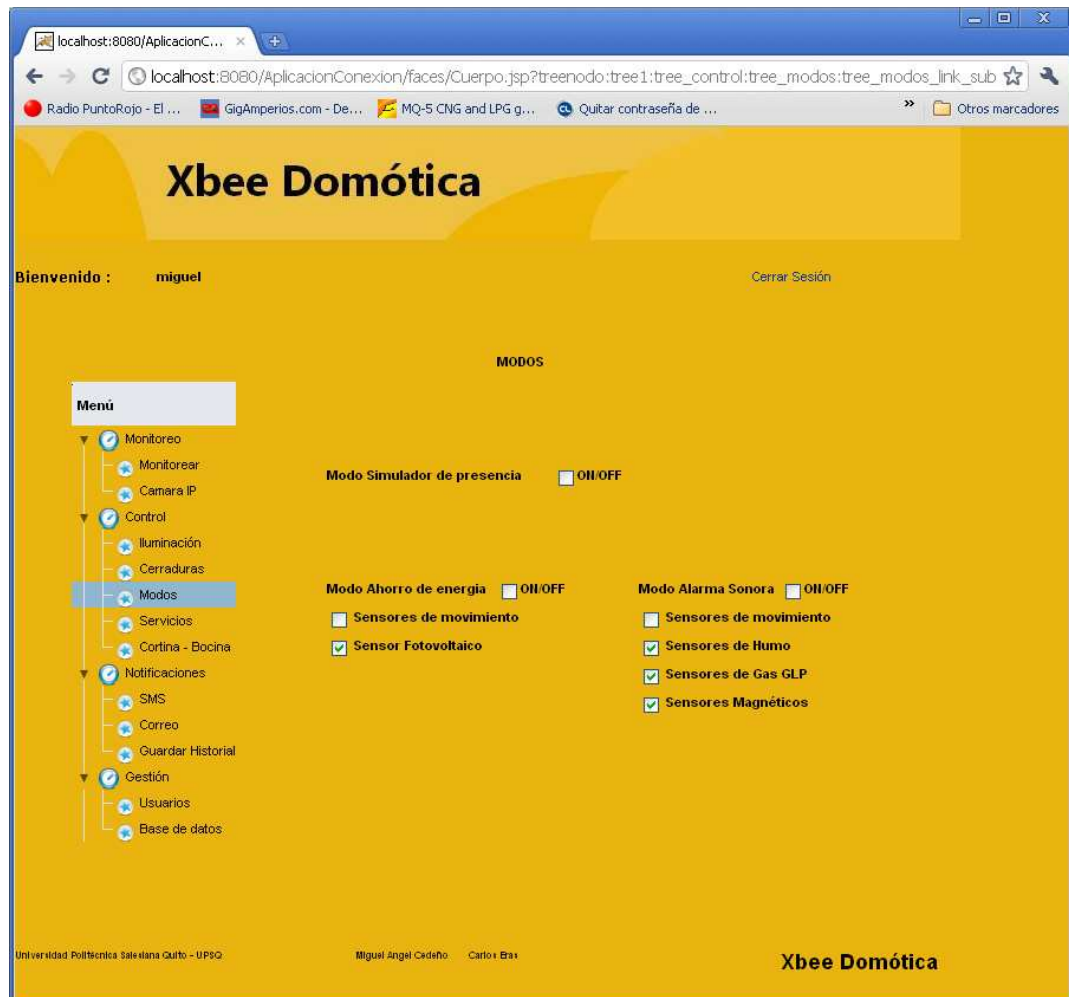 localhost:8080/AplicacionC...
localhost:8080/AplicacionConexion/faces/Cuerpo.jsp?treenodo:tree1:tree_control:tree_modos:tree_modos_link_sub
Radio PuntoRojo - El ... GigAmperios.com - De... MQ-5 CNG and LPG g... Quitar contraseña de ... » Otros marcadores
Xbee Domótica
Bienvenido : miguel Cerrar Sesión
MODOS
Menú
Monitoreo
Monitorear
Camara IP
Control
Iluminación
Cerraduras
Modos
Servicios
Cortina - Bocina
Notificaciones
SMS
Correo
Guardar Historial
Gestión
Usuarios
Base de datos
Modo Simulador de presencia ON/OFF
Modo Ahorro de energia ON/OFF
Sensores de movimiento
Sensor Fotovoltaico
Modo Alarma Sonora ON/OFF
Sensores de movimiento
Sensores de Humo
Sensores de Gas GLP
Sensores Magnéticos
Universidad Politécnica Salesiana Quito - UPSQ Miguel Angel Cedeño Carlos Eras
Xbee Domótica